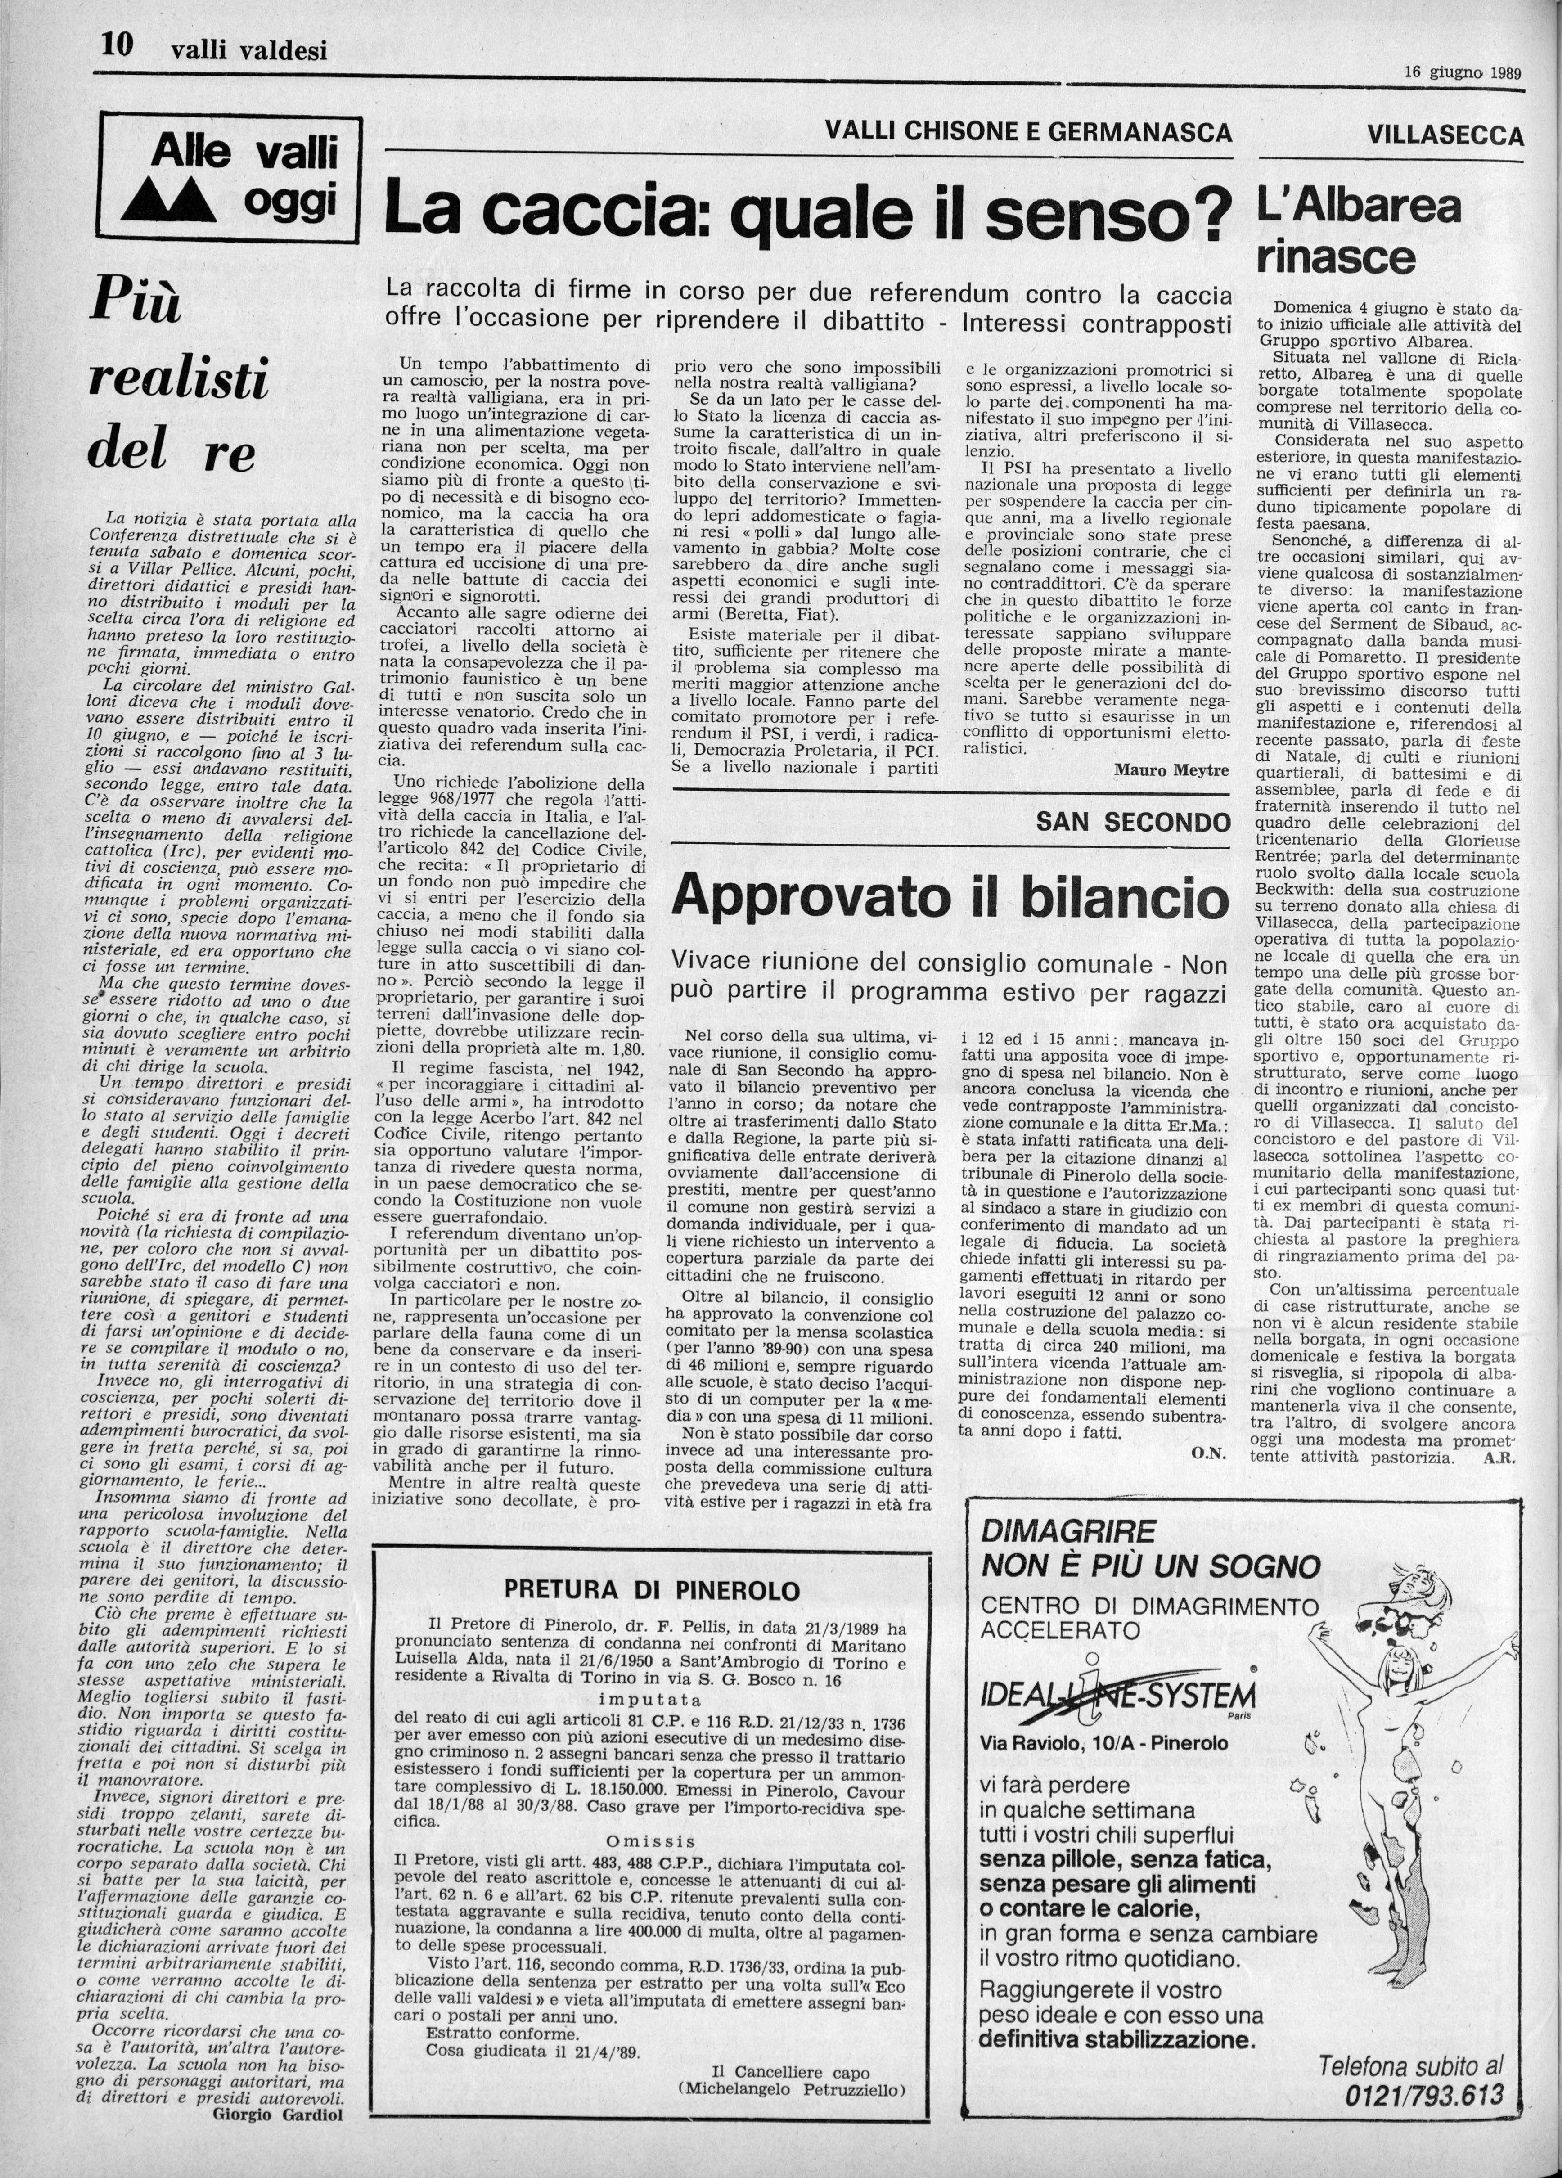 10 valli valdesi
16 giugno 1989
Alle valli
oggi
Più
realisti
del re
La notizia è stata portata alla
Conferenza distrettuale che si è
tenuta sabato e domenica scor-
si a Villar Pellice. Alcuni, pochi,
direttori didattici e presidi han-
no distribuito i moduli per la
scelta circa l'ora di religione ed
hanno preteso la loro restituzio-
ne firmata, immediata o entro
pochi giorni.
La circolare del ministro Gal-
loni diceva che i moduli dove-
vano essere distribuiti entro il
10 giugno, e — poiché le iscri-
zioni si raccolgono fino al 3 lu-
glio — essi andavano restituiti,
secondo legge, entro tale data.
C'è da osservare inoltre che la
scelta o meno di avvalersi del-
l'insegnamento della religione
cattolica (Irc), per evidenti mo-
tivi di coscienza, può essere mo-
dificata in ogni momento. Co-
munque i problemi organizzati-
vi ci sono, specie dopo l'emana-
zione della nuova normativa mi-
nisteriale, ed era opportuno che
ci fosse un termine.
Ma che questo termine doves-
se essere ridotto ad uno o due
giorni o che, in qualche caso, si
sia dovuto scegliere entro pochi
minuti è veramente un arbitrio
di chi dirige la scuola.
Un tempo direttori e presidi
si consideravano funzionari del-
lo stato al servizio delle famiglie
e degli studenti. Oggi i decreti
delegati hanno stabilito il prin-
cipio del pieno coinvolgimento
delle famiglie alla gestione della
scuola.
Poiché si era di fronte ad una
novità (la richiesta di compilazio-
ne, per coloro che non si avval-
gono dell'Irc, del modello C) non
sarebbe stato il caso di fare una
riunione, di spiegare, di permet-
tere così a genitori e studenti
di farsi un'opinione e di decide-
re se compilare il modulo o no,
in tutta serenità di coscienza?
Invece no, gli interrogativi di
coscienza, per pochi solerti di-
rettori e presidi, sono diventati
adempimenti burocratici, da svol-
gere in fretta perché, si sa, poi
ci sono gli esami, i corsi di ag-
giornamento, le ferie...
Insomma siamo di fronte ad
una pericolosa involuzione del
rapporto scuola-famiglie. Nella
scuola è il direttore che deter-
mina il suo funzionamento; il
parere dei genitori, la discussio-
ne sono perdite di tempo.
Ciò che preme è effettuare su-
bito gli adempimenti richiesti
dalle autorità superiori. E lo si
fa con uno zelo che supera le
stesse aspettative ministeriali.
Meglio togliersi subito il fasti-
dio. Non importa se questo fa-
stidio riguarda i diritti costitu-
zionali dei cittadini. Si scelga in
fretta e poi non si disturbi più
il manovratore.
Invece, signori direttori e pre-
sidi troppo zelanti, sarete di-
sturbati nelle vostre certezze bu-
rocratiche. La scuola non è un
corpo separato dalla società. Chi
si batte per la sua laicità, per
l'affermazione delle garanzie co-
stituzionali guarda e giudica. E
giudicherà come saranno accolte
le dichiarazioni arrivate fuori dei
termini arbitrariamente stabiliti,
o come verranno accolte le di-
chiarazioni di chi cambia la pro-
pria scelta.
Occorre ricordarsi che una co-
sa è l'autorità, un'altra l'autore-
volezza. La scuola non ha biso-
gno di personaggi autoritari, ma
di direttori e presidi autorevoli.
Giorgio Gardiol
VALLI CHISONE E GERMANASCA
La caccia: quale il senso?
La raccolta di firme in corso per due referendum contro la caccia
offre l'occasione per riprendere il dibattito - Interessi contrapposti
Un tempo l'abbattimento di
un camoscio, per la nostra pove-
ra realtà valligiana, era in pri-
mo luogo un'integrazione di car-
ne in una alimentazione vegeta-
riana non per scelta, ma per
condizione economica. Oggi non
siamo più di fronte a questo ti-
po di necessità e di bisogno eco-
nomico, ma la caccia ha ora
la caratteristica di quello che
un tempo era il piacere della
cattura ed uccisione di una pre-
da nelle battute di caccia dei
signori e signorotti.
Accanto alle sagre odierne dei
cacciatori raccolti attorno ai
trofei, a livello della società è
nata la consapevolezza che il pa-
trimonio faunistico è un bene
di tutti e non suscita solo un
interesse venatorio. Credo che in
questo quadro vada inserita l'ini-
ziativa dei referendum sulla cac-
cia.
Uno richiede l'abolizione della
legge 968/1977 che regola l'atti-
vità della caccia in Italia, e l'al-
tro richiede la cancellazione del-
l'articolo 842 del Codice Civile,
che recita: « Il proprietario di
un fondo non può impedire che
vi si entri per l'esercizio della
caccia, a meno che il fondo sia
chiuso nei modi stabiliti dalla
legge sulla caccia o vi siano col-
ture in atto suscettibili di dan-
no ». Perciò secondo la legge il
proprietario, per garantire i suoi
terreni dall'invasione delle dop-
piette, dovrebbe utilizzare recin-
zioni della proprietà alte m. 1,80.
Il regime fascista, nel 1942,
« per incoraggiare i cittadini al-
l'uso delle armi », ha introdotto
con la legge Acerbo l'art. 842 nel
Codice Civile, ritengo pertanto
sia opportuno valutare l'impor-
tanza di rivedere questa norma,
in un paese democratico che se-
condo la Costituzione non vuole
essere guerrafondaio.
I referendum diventano un'op-
portunità per un dibattito pos-
sibilmente costruttivo, che coin-
volga cacciatori e non.
In particolare per le nostre zo-
ne, rappresenta un'occasione per
parlare della fauna come di un
bene da conservare e da inseri-
re in un contesto di uso del ter-
ritorio, in una strategia di con-
servazione del territorio dove il
montanaro possa trarre vantag-
gio dalle risorse esistenti, ma sia
in grado di garantirne la rinno-
vabilità anche per il futuro.
Mentre in altre realtà queste
iniziative sono decollate, è pro-
prio vero che sono impossibili
nella nostra realtà valligiana?
Se da un lato per le casse del-
lo Stato la licenza di caccia as-
sume la caratteristica di un in-
troito fiscale, dall'altro in quale
modo lo Stato interviene nell'am-
bito della conservazione e svi-
luppo del territorio? Immetten-
do lepri addomesticate o fagia-
ni resi « polli » dal lungo alle-
vamento in gabbia? Molte cose
sarebbero da dire anche sugli
aspetti economici e sugli inte-
ressi dei grandi produttori di
armi (Beretta, Fiat).
Esiste materiale per il dibat-
tito, sufficiente per ritenere che
il problema sia complesso ma
meriti maggior attenzione anche
a livello locale. Fanno parte del
comitato promotore per i refe-
rendum il PSI, i verdi, i radica-
li, Democrazia Proletaria, il PCI.
Se a livello nazionale i partiti
e le organizzazioni promotrici si
sono espressi, a livello locale so-
lo parte dei componenti ha ma-
nifestato il suo impegno per l'ini-
ziativa, altri preferiscono il si-
lenzio.
Il PSI ha presentato a livello
nazionale una proposta di legge
per sospendere la caccia per cin-
que anni, ma a livello regionale
e provinciale sono state prese
delle posizioni contrarie, che ci
segnalano come i messaggi sia-
no contraddittori. C'è da sperare
che in questo dibattito le forze
politiche e le organizzazioni in-
teressate sappiano sviluppare
delle proposte mirate a mante-
nere aperte delle possibilità di
scelta per le generazioni del do-
mani. Sarebbe veramente nega-
tivo se tutto si esaurisse in un
conflitto di opportunismi eletto-
ralistici.
Mauro Meytre
SAN SECONDO
Approvato il bilancio
Vivace riunione del consiglio comunale - Non
può partire il programma estivo per ragazzi
Nel corso della sua ultima, vi-
vace riunione, il consiglio comu-
nale di San Secondo ha appro-
vato il bilancio preventivo per
l'anno in corso; da notare che
oltre ai trasferimenti dallo Stato
e dalla Regione, la parte più si-
gnificativa delle entrate deriverà
ovviamente dall'accensione di
prestiti, mentre per quest'anno
il comune non gestirà servizi a
domanda individuale, per i qua-
li viene richiesto un intervento a
copertura parziale da parte dei
cittadini che ne fruiscono.
Oltre al bilancio, il consiglio
ha approvato la convenzione col
comitato per la mensa scolastica
(per l'anno '89-90) con una spesa
di 46 milioni e, sempre riguardo
alle scuole, è stato deciso l'acqui-
sto di un computer per la « me-
dia » con una spesa di 11 milioni.
Non è stato possibile dar corso
invece ad una interessante pro-
posta della commissione cultura
che prevedeva una serie di atti-
vità estive per i ragazzi in età fra
i 12 ed i 15 anni: mancava in-
fatti una apposita voce di impe-
gno di spesa nel bilancio. Non è
ancora conclusa la vicenda che
vede contrapposte l'amministra-
zione comunale e la ditta Er.Ma.:
è stata infatti ratificata una deli-
bera per la citazione dinanzi al
tribunale di Pinerolo della socie-
tà in questione e l'autorizzazione
al sindaco a stare in giudizio con
conferimento di mandato ad un
legale di fiducia. La società
chiede infatti gli interessi su pa-
gamenti effettuati in ritardo per
lavori eseguiti 12 anni or sono
nella costruzione del palazzo co-
munale e della scuola media: si
tratta di circa 240 milioni, ma
sull'intera vicenda l'attuale am-
ministrazione non dispone nep-
pure dei fondamentali elementi
di conoscenza, essendo subentra-
ta anni dopo i fatti.
O.N.
VILLASECCA
L'Albarea
rinasce
Domenica 4 giugno è stato da-
to inizio ufficiale alle attività del
Gruppo sportivo Albarea.
Situata nel vallone di Ricla-
retto, Albarea è una di quelle
borgate totalmente spopolate
comprese nel territorio della co-
munità di Villasecca.
Considerata nel suo aspetto
esteriore, in questa manifestazio-
ne vi erano tutti gli elementi
sufficienti per definirla un ra-
duno tipicamente popolare di
festa paesana.
Senonché, a differenza di al-
tre occasioni similari, qui av-
viene qualcosa di sostanzialmen-
te diverso: la manifestazione
viene aperta col canto in fran-
cese del Serment de Sibaud, ac-
compagnato dalla banda musi-
cale di Pomaretto. Il presidente
del Gruppo sportivo espone nel
suo brevissimo discorso tutti
gli aspetti e i contenuti della
manifestazione e, riferendosi al
recente passato, parla di feste
di Natale, di culti e riunioni
quartierali, di battesimi e di
assemblee, parla di fede e di
fraternità inserendo il tutto nel
quadro delle celebrazioni del
tricentenario della Glorieuse
Rentrée; parla del determinante
ruolo svolto dalla locale scuola
Beckwith: della sua costruzione
su terreno donato alla chiesa di
Villasecca, della partecipazione
operativa di tutta la popolazio-
ne locale di quella che era un
tempo una delle più grosse bor-
gate della comunità. Questo an-
tico stabile, caro al cuore di
tutti, è stato ora acquistato da-
gli oltre 150 soci del Gruppo
sportivo e, opportunamente ri-
strutturato, serve come luogo
di incontro e riunioni, anche per
quelli organizzati dal concisto-
ro di Villasecca. Il saluto del
concistoro e del pastore di Vil-
lasecca sottolinea l'aspetto co-
munitario della manifestazione,
i cui partecipanti sono quasi tut-
ti ex membri di questa comuni-
tà. Dai partecipanti è stata ri-
chiesta al pastore la preghiera
di ringraziamento prima del pa-
sto.
Con un'altissima percentuale
di case ristrutturate, anche se
non vi è alcun residente stabile
nella borgata, in ogni occasione
domenicale e festiva la borgata
si risveglia, si ripopola di alba-
rini che vogliono continuare a
mantenerla viva il che consente,
tra l'altro, di svolgere ancora
oggi una modesta ma promet-
tente attività pastorizia. A.R.
PRETURA DI PINEROLO
Il Pretore di Pinerolo, dr. F. Pellis, in data 21/3/1989 ha
pronunciato sentenza di condanna nei confronti di Maritano
Luisella Alda, nata il 21/6/1950 a Sant'Ambrogio di Torino e
residente a Rivalta di Torino in via S. G. Bosco n. 16
imputata
del reato di cui agli articoli 81 C.P. e 116 R.D. 21/12/33 n. 1736
per aver emesso con più azioni esecutive di un medesimo dise-
gno criminoso n. 2 assegni bancari senza che presso il trattario
esistessero i fondi sufficienti per la copertura per un ammon-
tare complessivo di L. 18.150.000. Emessi in Pinerolo, Cavour
dal 18/1/88 al 30/3/88. Caso grave per l'importo-recidiva spe-
cifica.
Omissis
Il Pretore, visti gli artt. 483, 488 C.P.P., dichiara l'imputata col-
pevole del reato ascrittole e, concesse le attenuanti di cui al-
l'art. 62 n. 6 e all'art. 62 bis C.P. ritenute prevalenti sulla con-
testata aggravante e sulla recidiva, tenuto conto della conti-
nuazione, la condanna a lire 400.000 di multa, oltre al pagamen-
to delle spese processuali.
Visto l'art. 116, secondo comma, R.D. 1736/33, ordina la pub-
blicazione della sentenza per estratto per una volta sull'« Eco
delle valli valdesi » e vieta all'imputata di emettere assegni ban-
cari o postali per anni uno.
Estratto conforme.
Cosa giudicata il 21/4/'89.
Il Cancelliere capo
(Michelangelo Petruzziello)
DIMAGRIRE
NON È PIÙ UN SOGNO
CENTRO DI DIMAGRIMENTO
ACCELERATO
IDEAL-LINE-SYSTEM ®
Paris
Via Raviolo, 10/A - Pinerolo
vi farà perdere
in qualche settimana
tutti i vostri chili superflui
senza pillole, senza fatica,
senza pesare gli alimenti
o contare le calorie,
in gran forma e senza cambiare
il vostro ritmo quotidiano.
Raggiungerete il vostro
peso ideale e con esso una
definitiva stabilizzazione.
Telefona subito al
0121/793.613